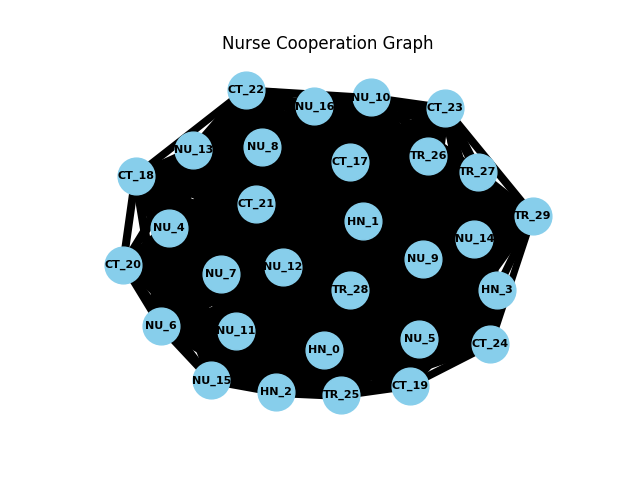 Nurse Cooperation Graph
CT_22
NU_16
NU_10
CT_23
NU_13
NU_8
CT_17
TR_26
TR_27
CT_18
CT_21
NU_4
HN_1
TR_29
NU_14
CT_20
NU_7
NU_12
NU_9
TR_28
HN_3
NU_6
NU_11
HN_0
NU_5
CT_24
NU_15
HN_2
TR_25
CT_19